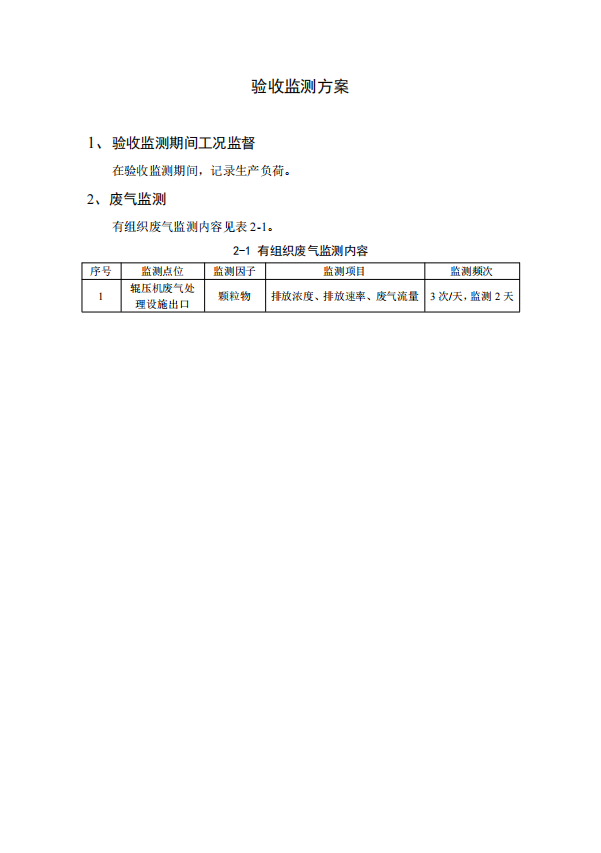 验收监测方案
1、验收监测期间工况监督
在验收监测期间，记录生产负荷。
2、废气监测
有组织废气监测内容见表 2-1。
2-1 有组织废气监测内容
序号 监测点位 监测因子 监测项目 监测频次
1 辊压机废气处理设施出口 颗粒物 排放浓度、排放速率、废气流量 3 次/天，监测 2 天